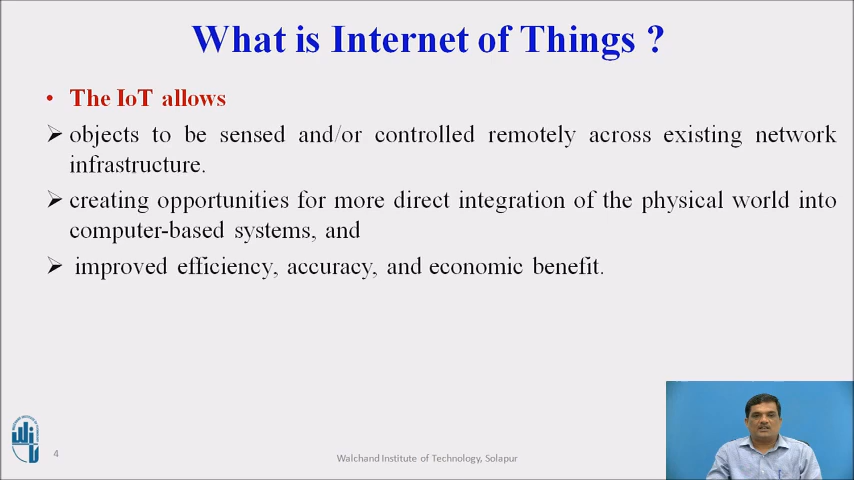 What is Internet of Things ?
• The IoT allows
➢ objects to be sensed and/or controlled remotely across existing network
infrastructure.
➢ creating opportunities for more direct integration of the physical world into
computer-based systems, and
➢ improved efficiency, accuracy, and economic benefit.
4
Walchand Institute of Technology, Solapur